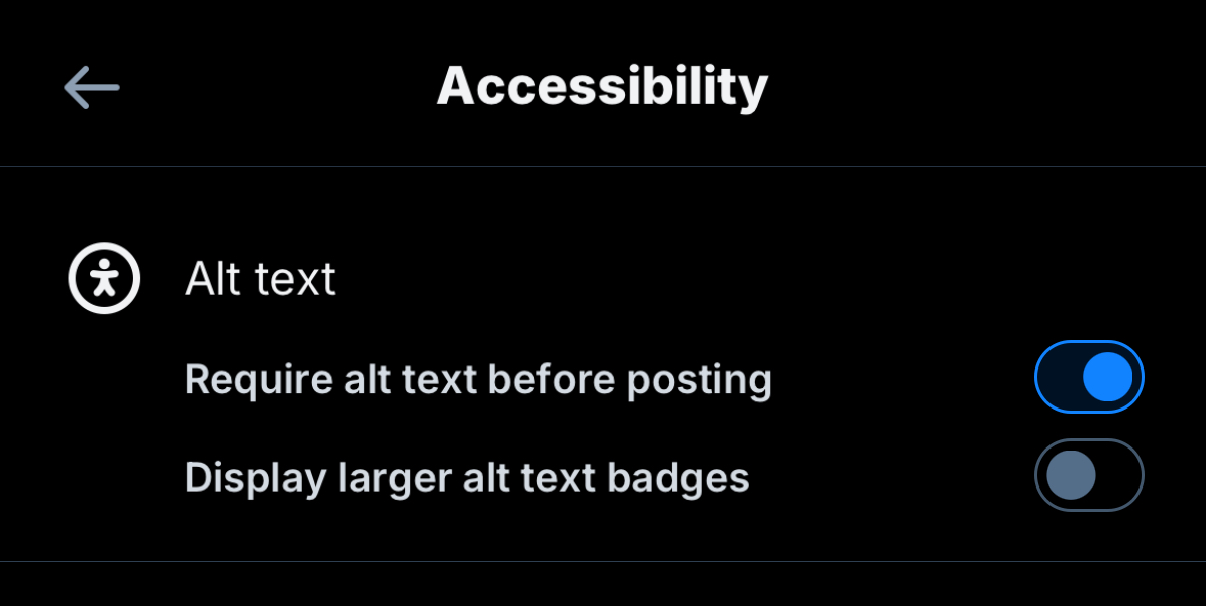 Accessibility
Alt text
Require alt text before posting
Display larger alt text badges